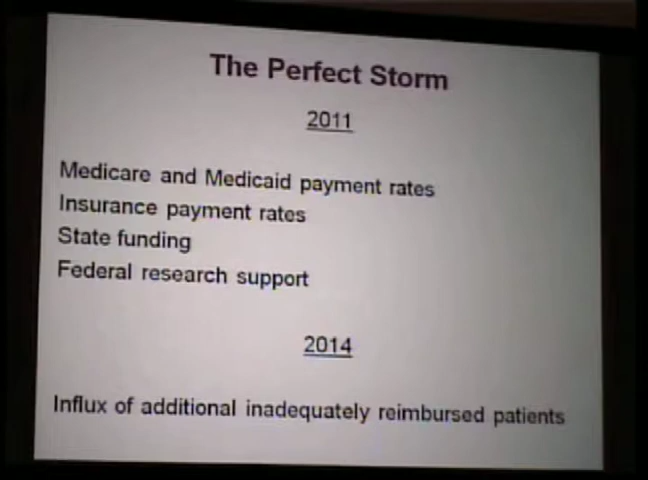 The Perfect Storm
2011
Medicare and Medicaid payment rates
Insurance payment rates
State funding
Federal research support
2014
Influx of additional inadequately reimbursed patients